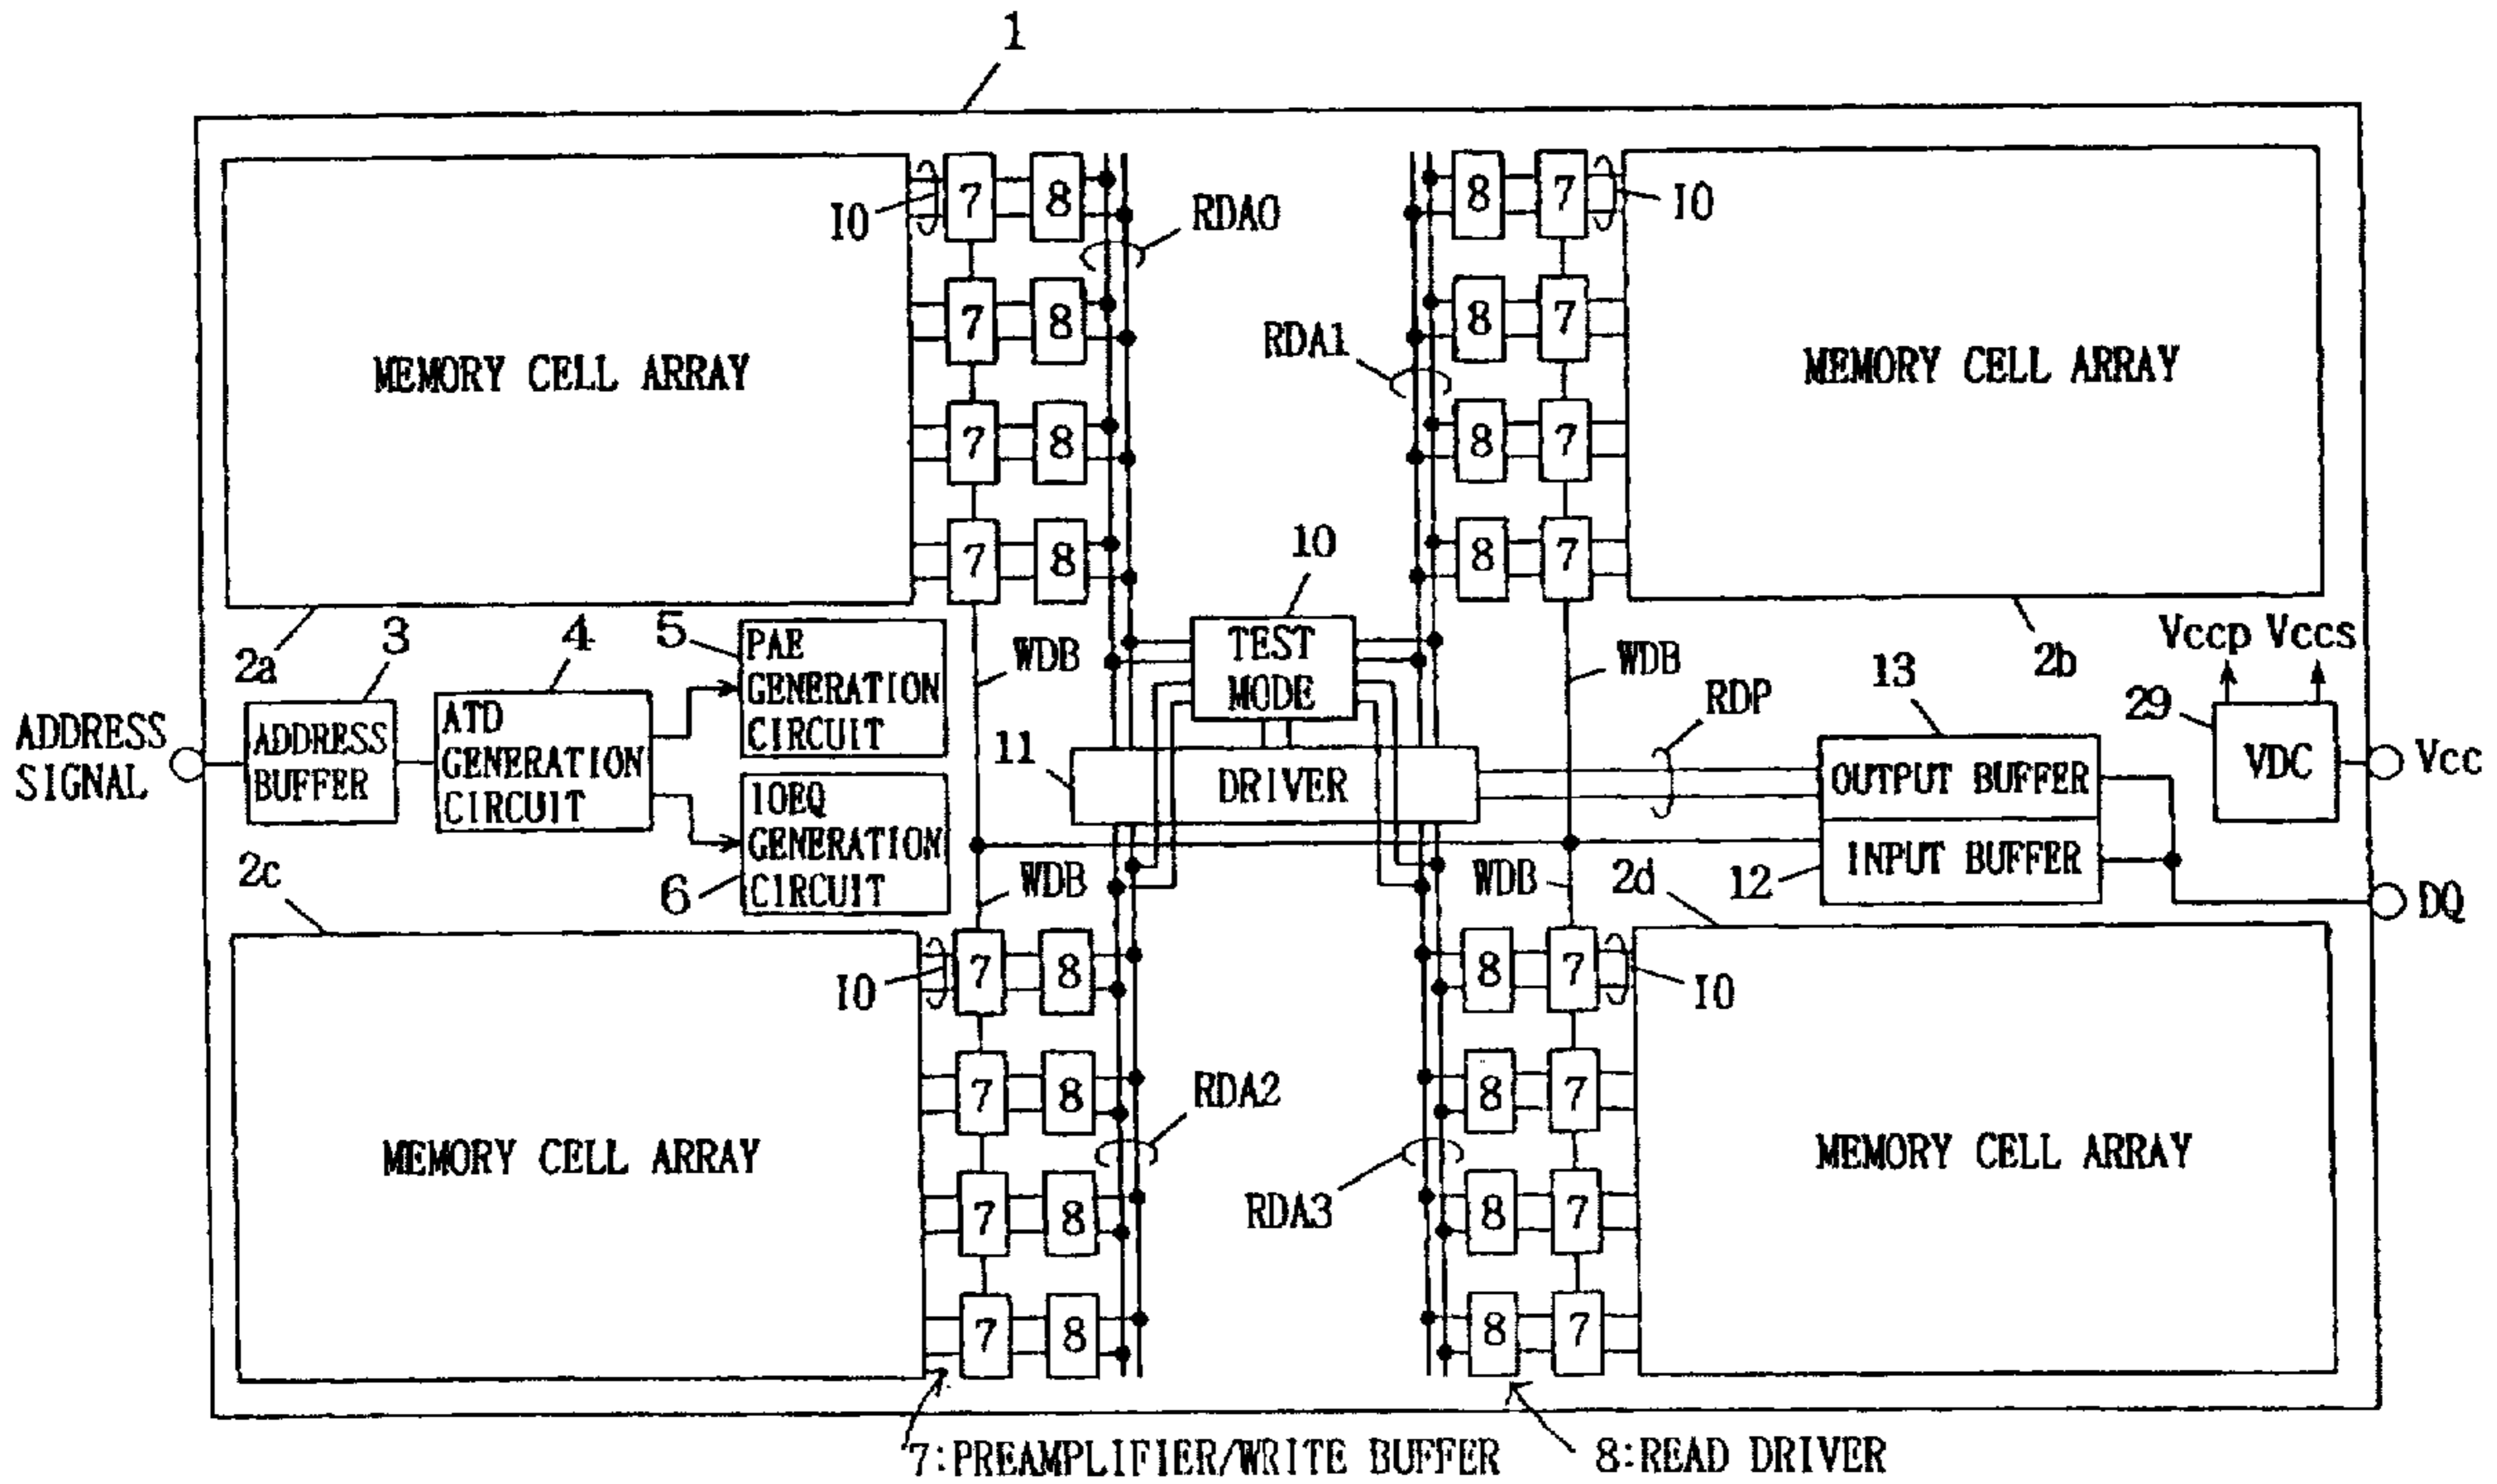 1
IO
7
8
RDA0
8
7
IO
7
8
8
7
MEMORY CELL ARRAY
RDA1
MEMORY CELL ARRAY
7
8
8
7
7
8
10
8
7
2a
3
4
5
PAE
GENERATION
CIRCUIT
WDB
TEST
MODE
WDB
2b
Vccp
Vccs
ADDRESS
SIGNAL
ADDRESS
BUFFER
ATD
GENERATION
CIRCUIT
11
DRIVER
RDP
13
OUTPUT BUFFER
29
VDC
Vcc
2c
6
IOEQ
GENERATION
CIRCUIT
WDB
WDB
2d
12
INPUT BUFFER
DQ
IO
7
8
8
7
IO
7
8
RDA2
8
7
MEMORY CELL ARRAY
MEMORY CELL ARRAY
7
8
RDA3
8
7
7
8
8
7
7:PREAMPLIFIER/WRITE BUFFER
8:READ DRIVER